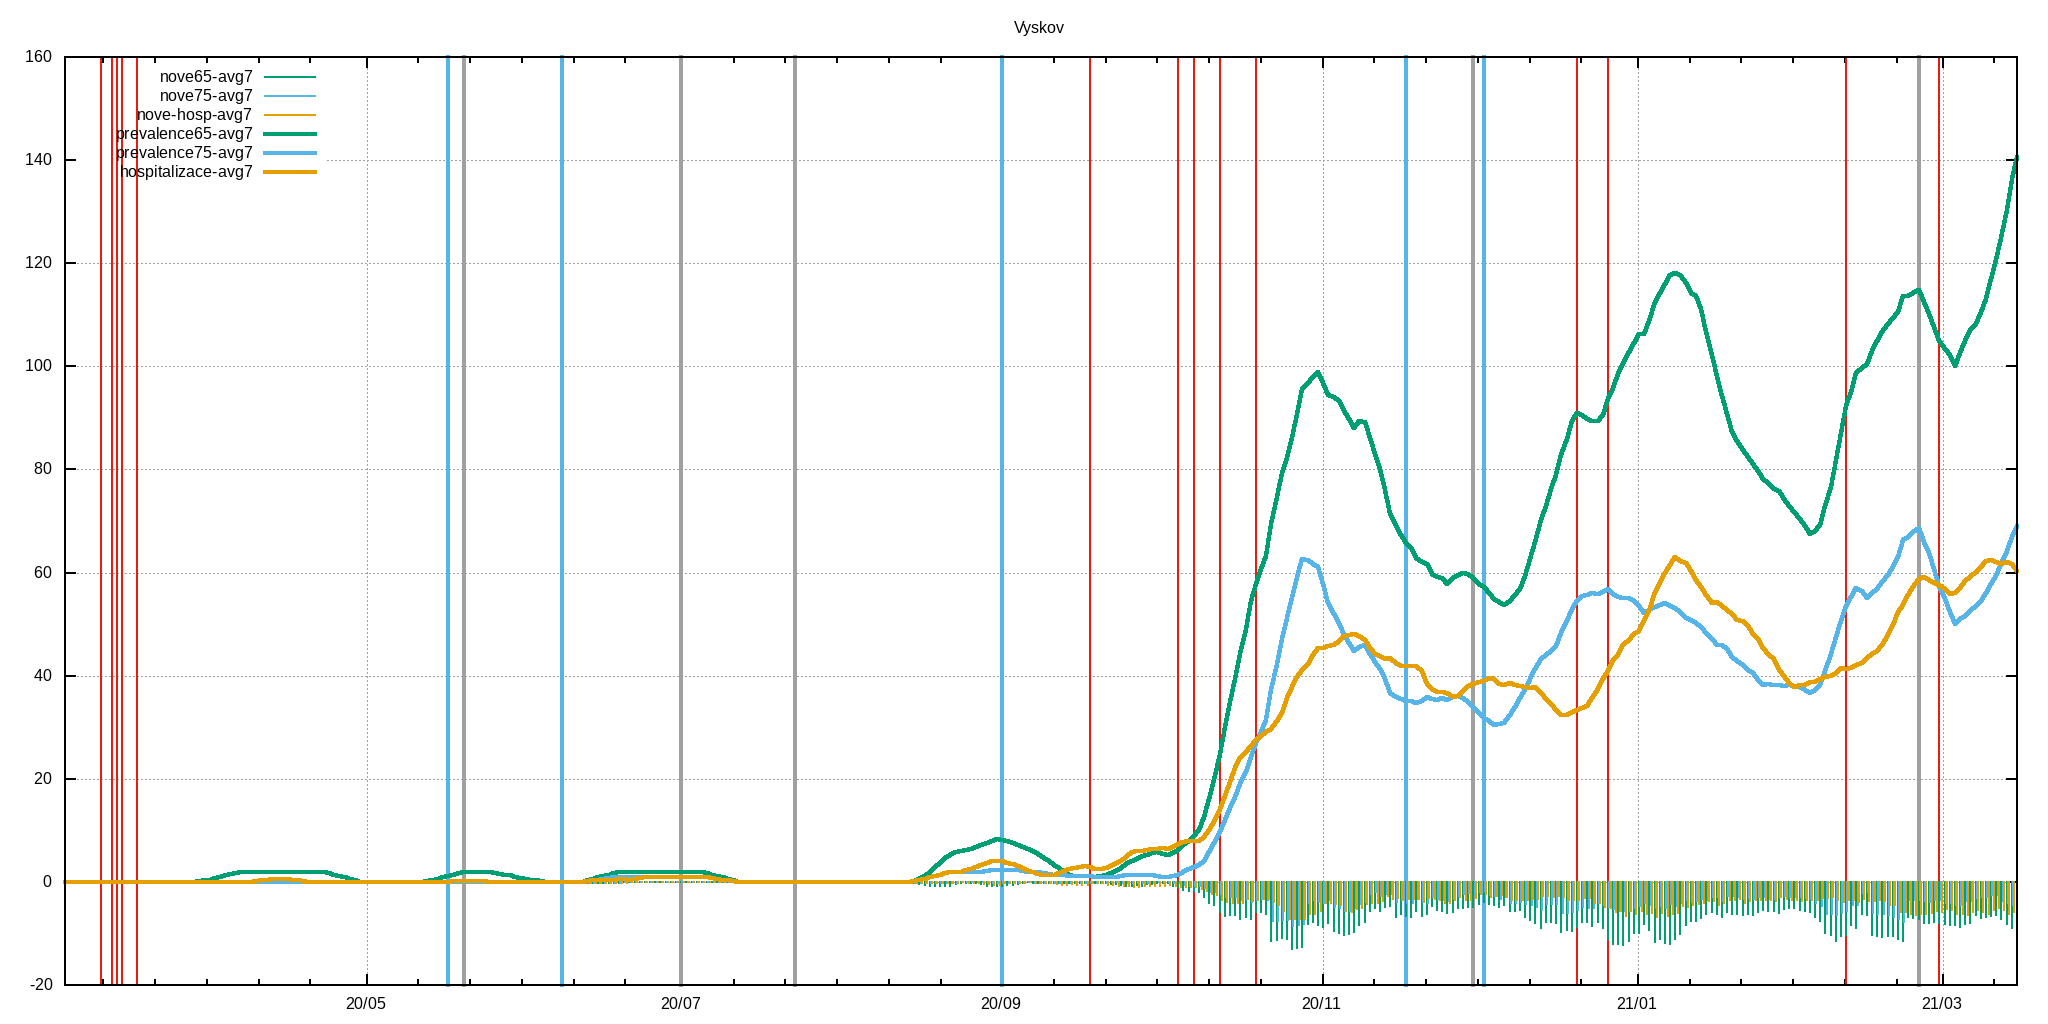 Vyskov
160
140
120
100
80
60
40
20
0
-20
nove65-avg7
nove75-avg7
nove-hosp-avg7
prevalence65-avg7
prevalence75-avg7
hospitalizace-avg7
20/05 20/07 20/09 20/11 21/01 21/03